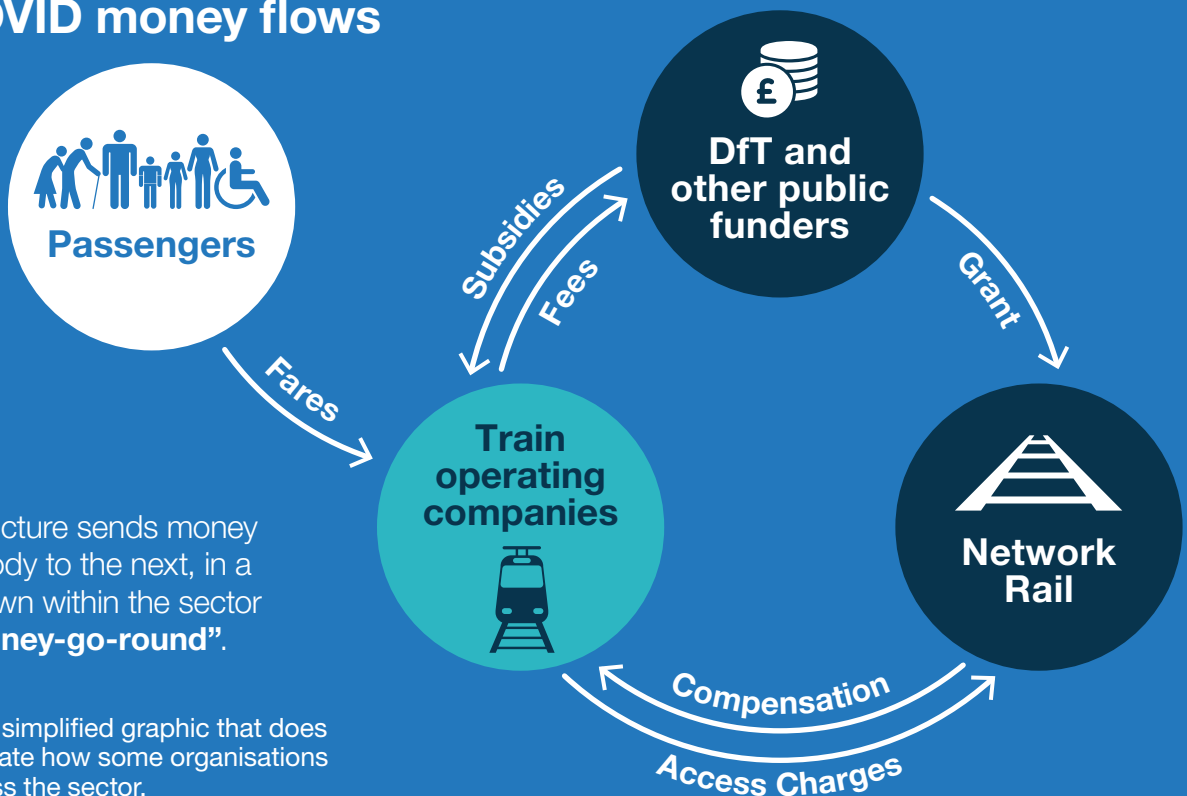 OVID money flows
£
DfT and
other public
funders
Passengers
Subsidies
Fees
Grant
Fares
Train
operating
companies
Network
Rail
cture sends money
ody to the next, in a
wn within the sector
ney-go-round”.
Compensation
Access Charges
simplified graphic that does
ate how some organisations
ss the sector.